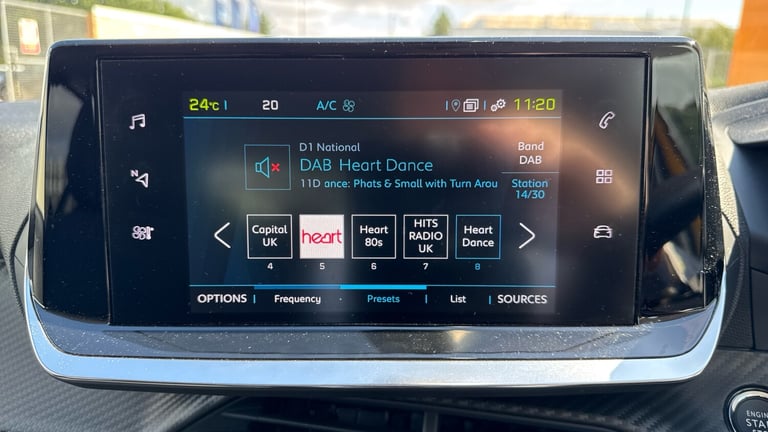 24°C
20
A/C
11:20
N
D1 National
DAB Heart Dance
11D ance: Phats & Small with Turn Arou
Band
DAB
Station
14/30
Capital
UK
heart
Heart
80s
HITS
RADIO
UK
Heart
Dance
4
5
6
7
8
OPTIONS
Frequency
Presets
List
SOURCES
ENGIN
STA